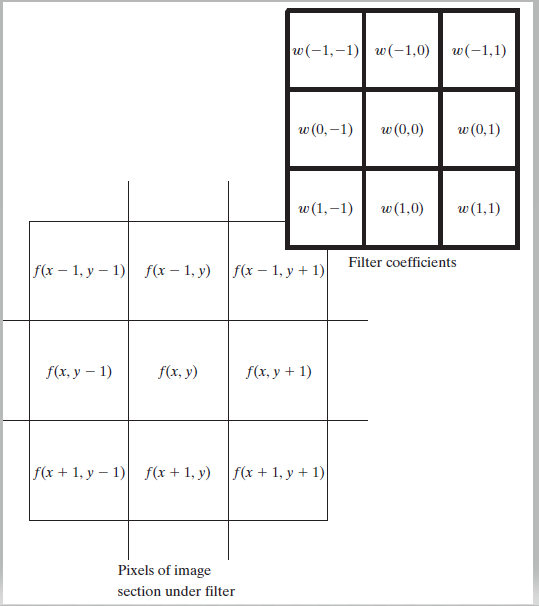 w(−1,−1) w(−1,0) w(−1,1)
w(0,−1) w(0,0) w(0,1)
w(1,−1) w(1,0) w(1,1)
Filter coefficients
f(x − 1, y − 1) f(x − 1, y) f(x − 1, y + 1)
f(x, y − 1) f(x, y) f(x, y + 1)
f(x + 1, y − 1) f(x + 1, y) f(x + 1, y + 1)
Pixels of image
section under filter